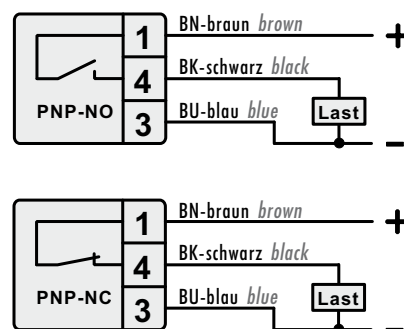 1 BN-braun brown +
4 BK-schwarz black
PNP-NO 3 BU-blau blue Last
–
1 BN-braun brown +
4 BK-schwarz black
PNP-NC 3 BU-blau blue Last
–